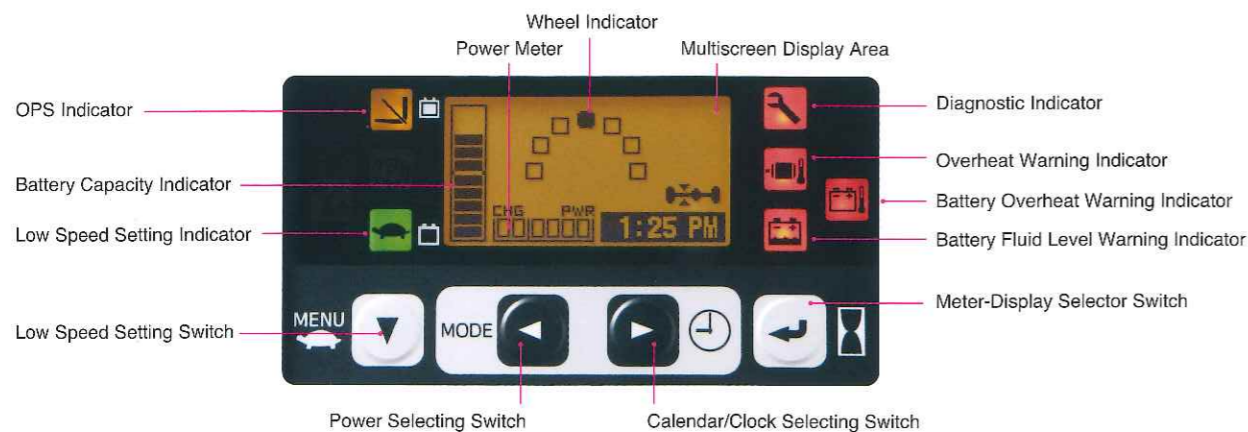 Wheel Indicator
Power Meter
Multiscreen Display Area
OPS Indicator
Diagnostic Indicator
Overheat Warning Indicator
Battery Capacity Indicator
Battery Overheat Warning Indicator
Low Speed Setting Indicator
Battery Fluid Level Warning Indicator
CHG PWR
1:25 PM
Meter-Display Selector Switch
MENU
MODE
Low Speed Setting Switch
Power Selecting Switch
Calendar/Clock Selecting Switch